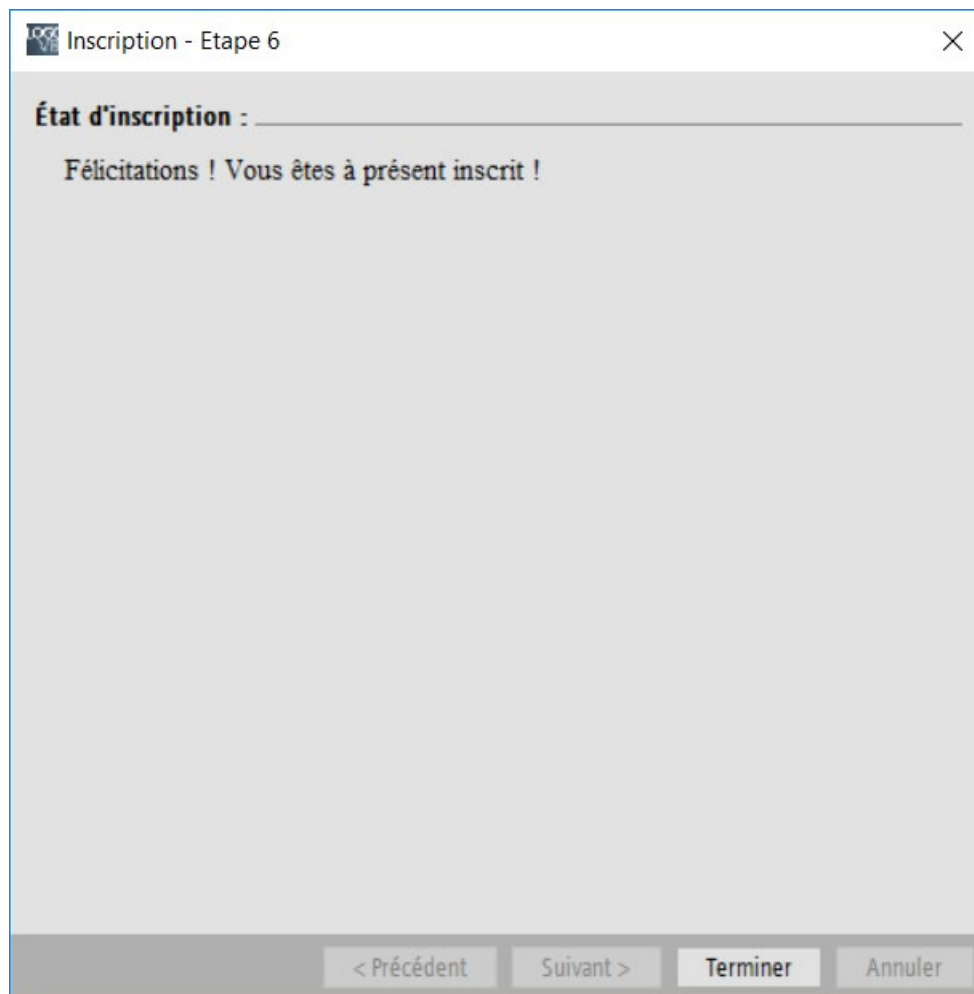 Inscription - Etape 6
État d'inscription :
Félicitations ! Vous êtes à présent inscrit !
< Précédent
Suivant >
Terminer
Annuler